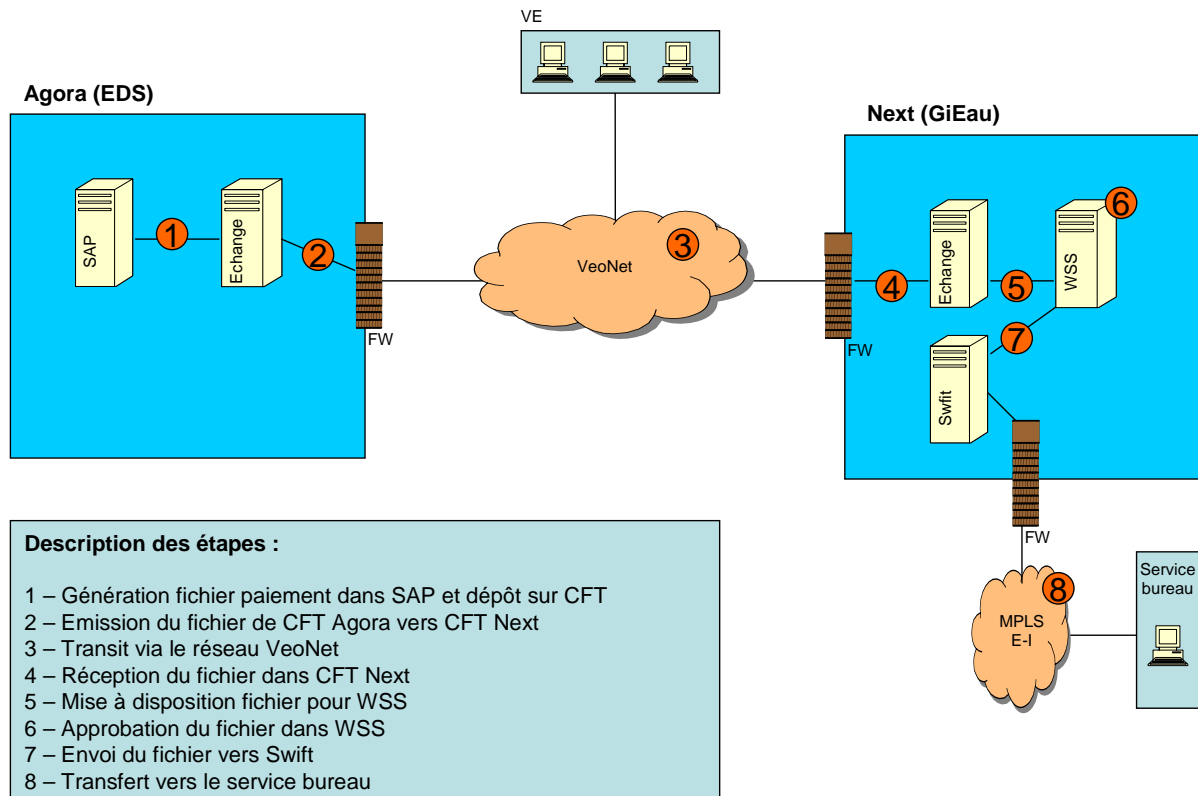 VE
Agora (EDS)
Next (GiEau)
SAP
1
Echange
2
FW
VeoNet
3
FW
4
Echange
5
WSS
6
7
Swfit
FW
MPLS
E-I
8
Service
bureau
Description des étapes :
1 – Génération fichier paiement dans SAP et dépôt sur CFT
2 – Emission du fichier de CFT Agora vers CFT Next
3 – Transit via le réseau VeoNet
4 – Réception du fichier dans CFT Next
5 – Mise à disposition fichier pour WSS
6 – Approbation du fichier dans WSS
7 – Envoi du fichier vers Swift
8 – Transfert vers le service bureau